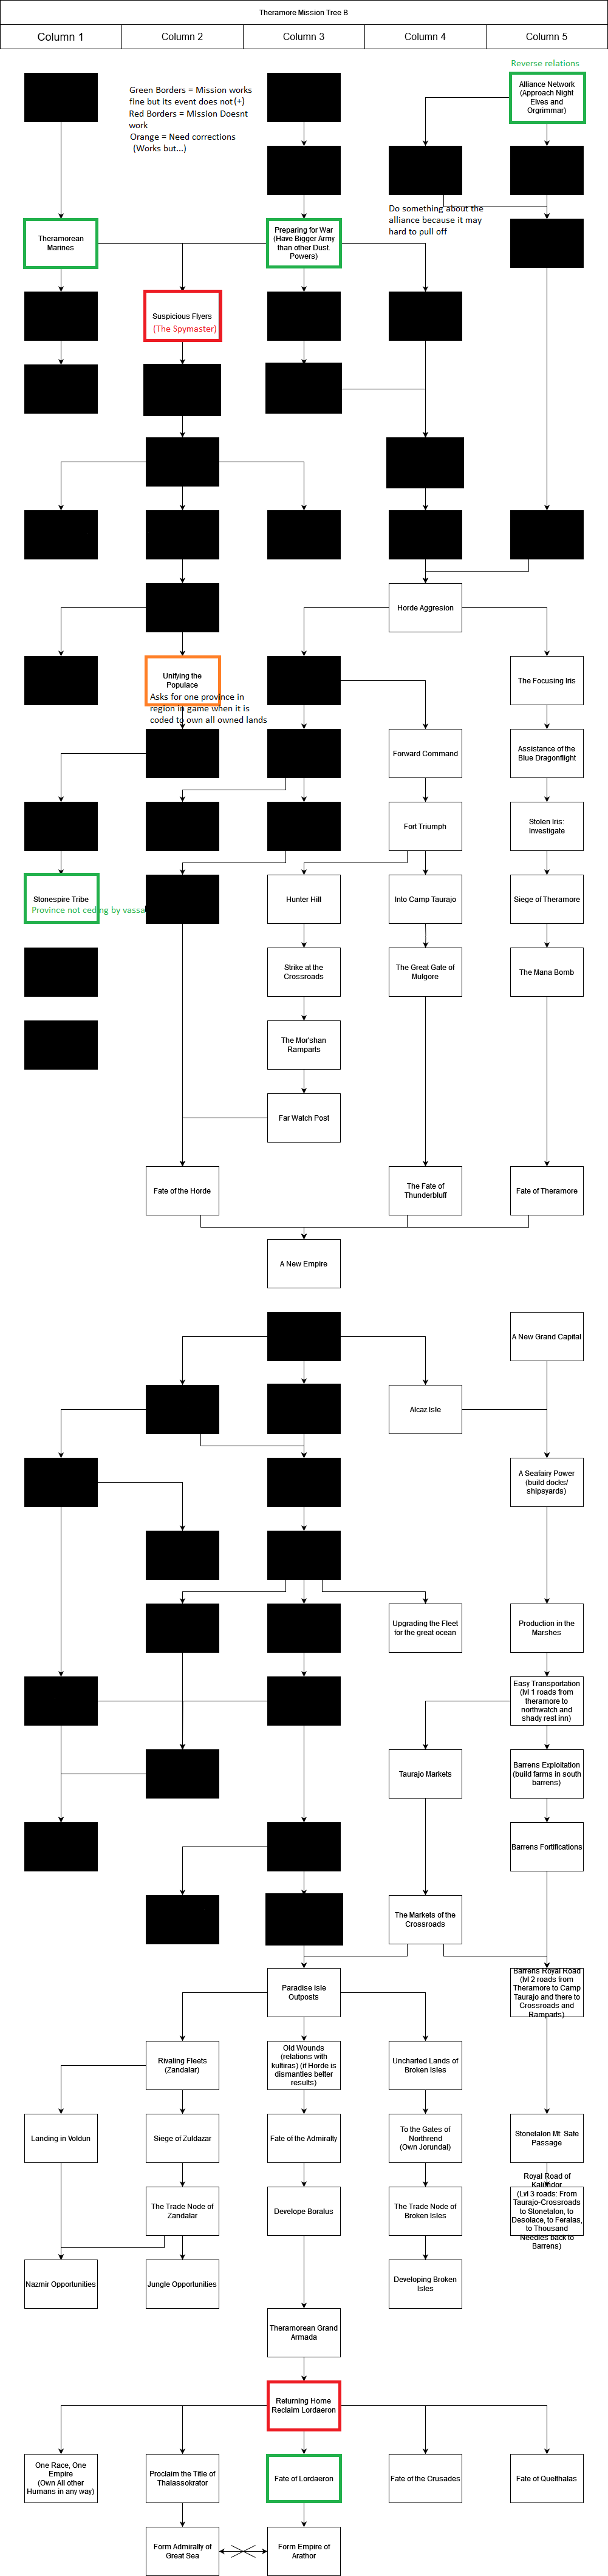 Theramore Mission Tree B
Column 1
Column 2
Column 3
Column 4
Column 5
Reverse relations
Green Borders = Mission works
fine but its event does not (+)
Red Borders = Mission Doesnt
work
Orange = Need corrections
(Works but...)
Alliance Network
(Approach Night
Elves and
Orgrimmar)
Do something about the
alliance because it may
hard to pull off
Theramorean
Marines
Preparing for War
(Have Bigger Army
than other Dust.
Powers)
Suspicious Flyers
(The Spymaster)
Horde Aggresion
Unifying the
Populace
Asks for one province in
region in game when it is
coded to own all owned lands
The Focusing Iris
Forward Command
Assistance of the
Blue Dragonflight
Fort Triumph
Stolen Iris:
Investigate
Stonespire Tribe
Province not ceding by vassa
Hunter Hill
Into Camp Taurajo
Siege of Theramore
Strike at the
Crossroads
The Great Gate of
Mulgore
The Mana Bomb
The Mor'shan
Ramparts
Far Watch Post
Fate of the Horde
The Fate of
Thunderbluff
Fate of Theramore
A New Empire
A New Grand Capital
Alcaz Isle
A Seafairy Power
(build docks/
shipsyards)
Upgrading the Fleet
for the great ocean
Production in the
Marshes
Easy Transportation
(lvl 1 roads from
theramore to
northwatch and
shady rest inn)
Taurajo Markets
Barrens Exploitation
(build farms in south
barrens)
Barrens Fortifications
The Markets of the
Crossroads
Paradise isle
Outposts
Barrens Royal Road
(lvl 2 roads from
Theramore to Camp
Taurajo and there to
Crossroads and
Ramparts)
Rivaling Fleets
(Zandalar)
Old Wounds
(relations with
kultiras) (if Horde is
dismantles better
results)
Uncharted Lands of
Broken Isles
Landing in Voldun
Siege of Zuldazar
Fate of the Admiralty
To the Gates of
Northrend
(Own Jorundal)
Stonetalon Mt: Safe
Passage
The Trade Node of
Zandalar
Develope Boralus
The Trade Node of
Broken Isles
Royal Road of
Kalimdor
(Lvl 3 roads: From
Taurajo-Crossroads
to Stonetalon, to
Desolace, to Feralas,
to Thousand
Needles back to
Barrens)
Nazmir Opportunities
Jungle Opportunities
Developing Broken
Isles
Theramorean Grand
Armada
Returning Home
Reclaim Lordaeron
One Race, One
Empire
(Own All other
Humans in any way)
Proclaim the Title of
Thalassokrator
Fate of Lordaeron
Fate of the Crusades
Fate of Quelthalas
Form Admiralty of
Great Sea
Form Empire of
Arathor